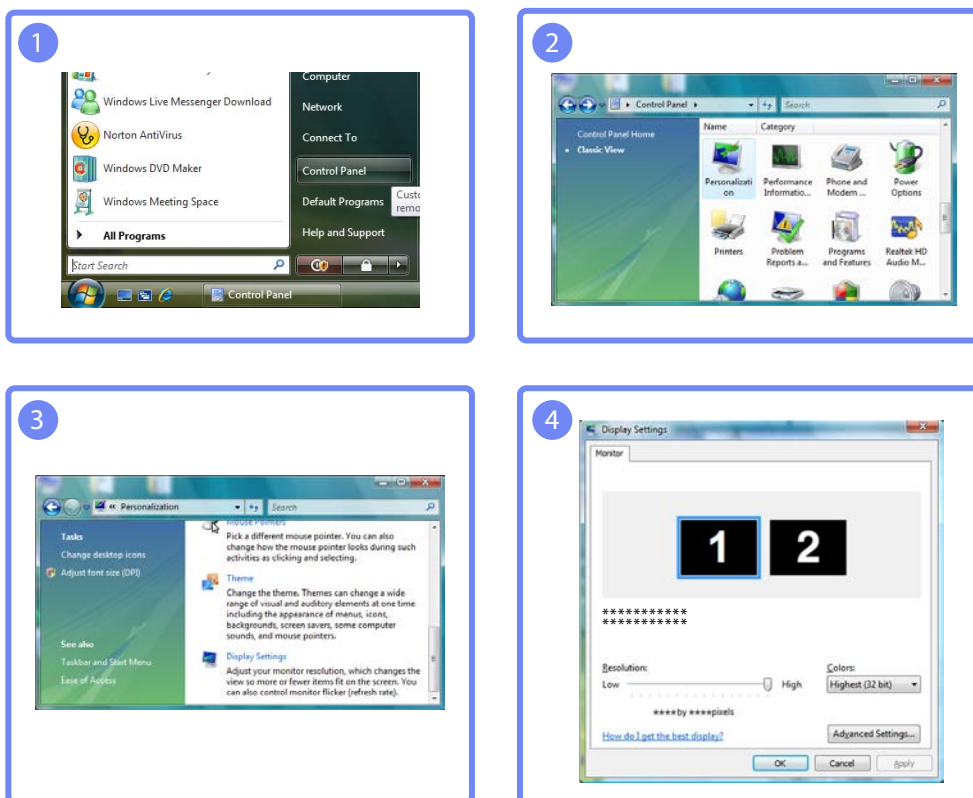 1
Computer
Windows Live Messenger Download
Network
Norton AntiVirus
Connect To
Windows DVD Maker
Control Panel
Windows Meeting Space
Default Programs
Custo
remo
All Programs
Help and Support
Start Search
Control Panel
2
Control Panel
Search
Control Panel Home
Classic View
Name Category
Personalizati
on
Performance
Informatio...
Phone and
Modem ...
Power
Options
Printers
Problem
Reports a...
Programs
and Features
Realtek HD
Audio M...
3
« Personalization
Search
Tasks
Change desktop icons
Adjust font size (DPI)
See also
Taskbar and Start Menu
Ease of Access
Mouse Pointers
Pick a different mouse pointer. You can also
change how the mouse pointer looks during such
activities as clicking and selecting.
Theme
Change the theme. Themes can change a wide
range of visual and auditory elements at one time
including the appearance of menus, icons,
backgrounds, screen savers, some computer
sounds, and mouse pointers.
Display Settings
Adjust your monitor resolution, which changes the
view so more or fewer items fit on the screen. You
can also control monitor flicker (refresh rate).
4
Display Settings
Monitor
1 2
***********
***********
Resolution:
Low High
Colors:
Highest (32 bit)
****by ****pixels
How do I get the best display?
Advanced Settings...
OK Cancel Apply